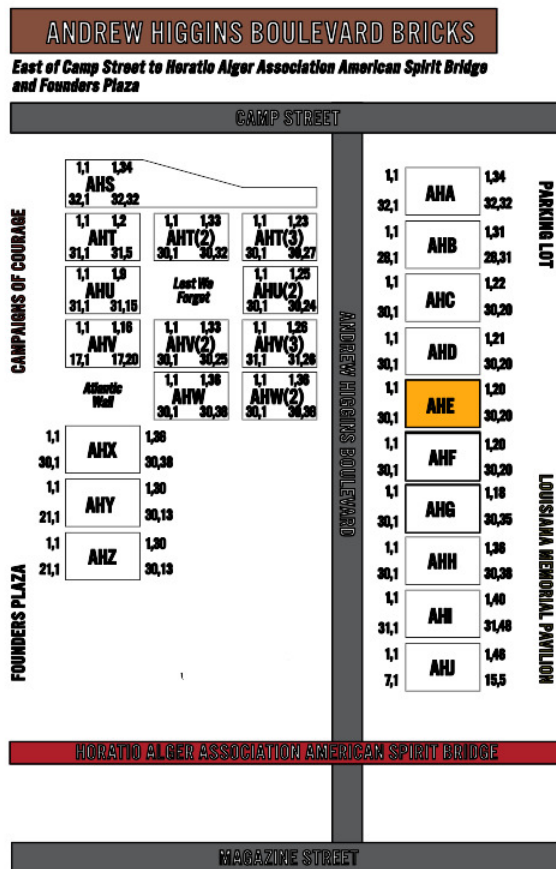 ANDREW HIGGINS BOULEVARD BRICKS
East of Camp Street to Horatio Alger Association American Spirit Bridge
and Founders Plaza
CAMP STREET
1,1 1,34
AHS
32,1 32,32
1,1 1,2
AHT
31,1 31,5
1,1 1,33
AHT(2)
30,1 30,32
1,1 1,23
AHT(3)
30,1 30,27
1,1 1,9
AHU
31,1 31,15
Lest We
Forget
1,1 1,25
AHU(2)
30,1 30,24
1,1 1,16
AHV
17,1 17,20
1,1 1,33
AHV(2)
30,1 30,25
1,1 1,26
AHV(3)
31,1 31,26
Atlantic
Wall
1,1 1,36
AHW
30,1 30,38
1,1 1,36
AHW(2)
30,1 30,38
1,1 1,36
AHX
30,1 30,38
1,1 1,30
AHY
21,1 30,13
1,1 1,30
AHZ
21,1 30,13
CAMPAIGNS OF COURAGE
FOUNDERS PLAZA
ANDREW HIGGINS BOULEVARD
1,1 1,34
AHA
32,1 32,32
1,1 1,31
AHB
28,1 28,31
1,1 1,22
AHC
30,1 30,20
1,1 1,21
AHD
30,1 30,20
1,1 1,20
AHE
30,1 30,20
1,1 1,20
AHF
30,1 30,20
1,1 1,18
AHG
30,1 30,35
1,1 1,36
AHH
30,1 30,38
1,1 1,40
AHI
31,1 31,48
1,1 1,46
AHJ
7,1 15,5
PARKING LOT
LOUISIANA MEMORIAL PAVILION
HORATIO ALGER ASSOCIATION AMERICAN SPIRIT BRIDGE
MAGAZINE STREET